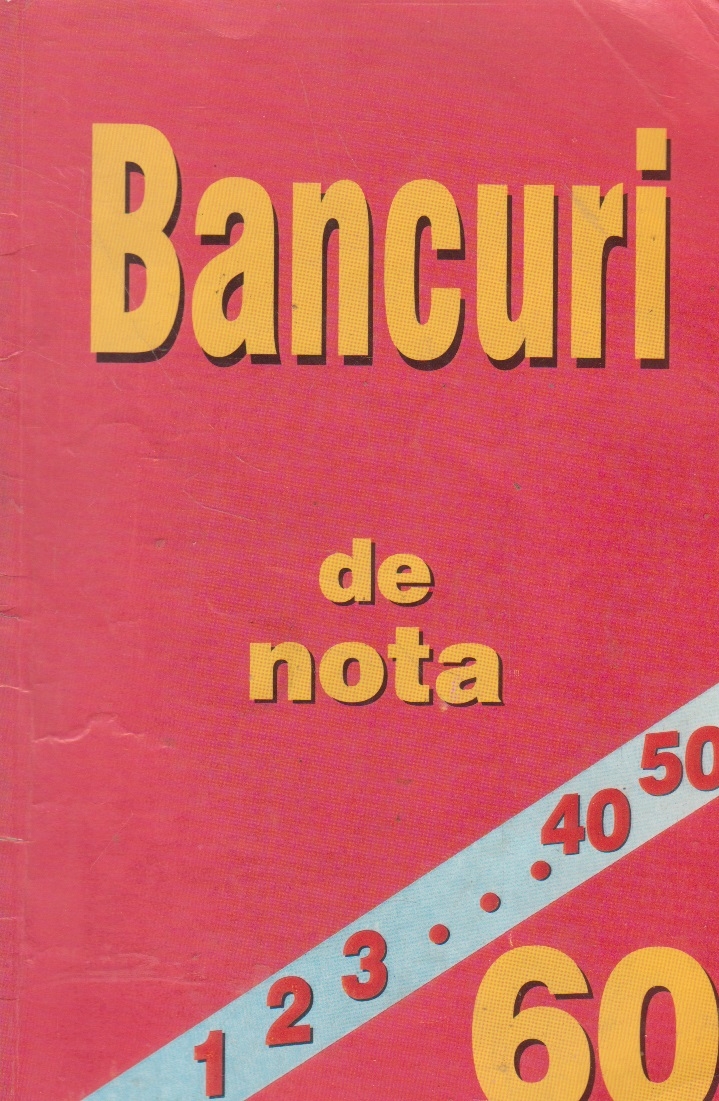 Bancuri
de
nota
1 2 3 . . . 40 50
60